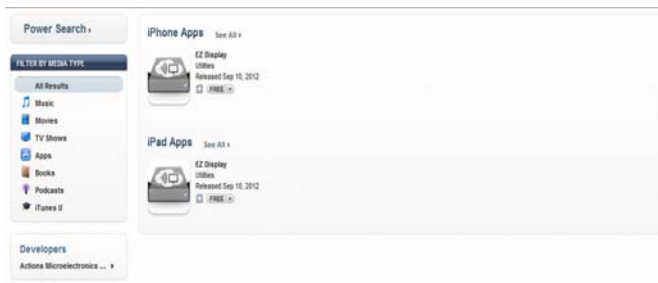 Power Search ›
FILTER BY MEDIA TYPE
All Results
Music
Movies
TV Shows
Apps
Books
Podcasts
iTunes U
Developers
Actions Microelectronics ... ›
iPhone Apps See All ›
EZ Display
Utilities
Released Sep 10, 2012
FREE
iPad Apps See All ›
EZ Display
Utilities
Released Sep 10, 2012
FREE